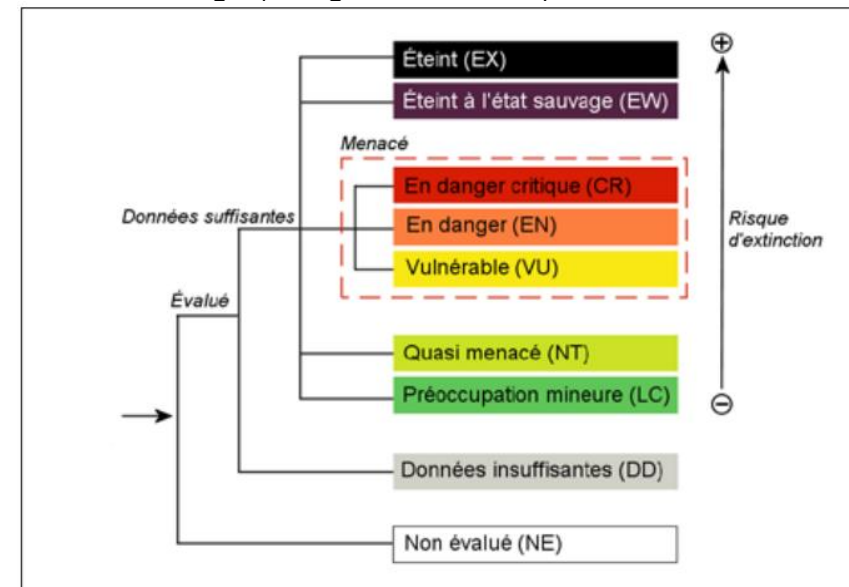 Éteint (EX)
Éteint à l'état sauvage (EW)
Menacé
En danger critique (CR)
Données suffisantes
En danger (EN)
Risque
d'extinction
Vulnérable (VU)
Évalué
Quasi menacé (NT)
Préoccupation mineure (LC)
Données insuffisantes (DD)
Non évalué (NE)